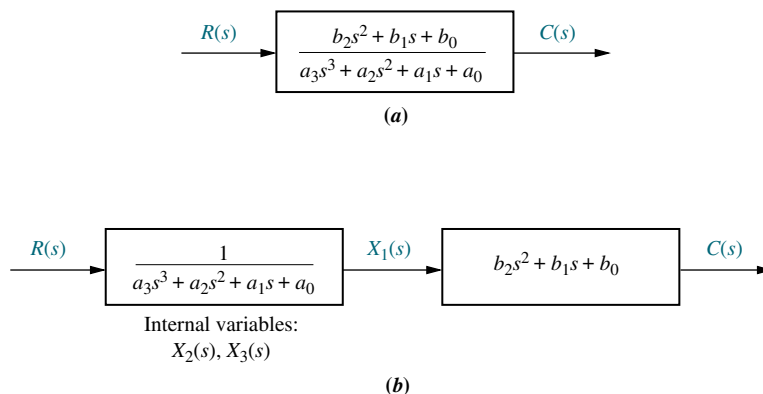 R(s)
b₂s² + b₁s + b₀
a₃s³ + a₂s² + a₁s + a₀
C(s)
(a)
R(s)
1
a₃s³ + a₂s² + a₁s + a₀
X₁(s)
b₂s² + b₁s + b₀
C(s)
Internal variables:
X₂(s), X₃(s)
(b)